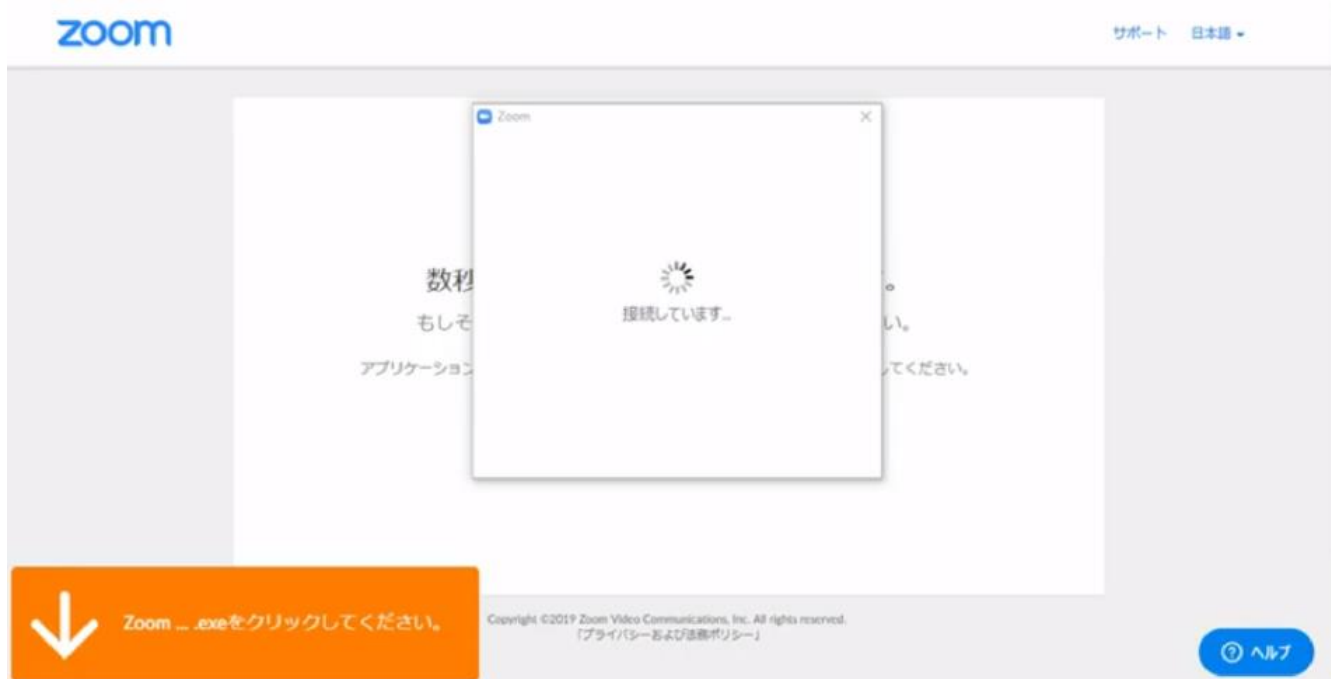 zoom
サポート 日本語
Zoom
数秒 。
もしそ い。
接続しています...
アプリケーション してください。
Zoom ... .exeをクリックしてください。
Copyright ©2019 Zoom Video Communications, Inc. All rights reserved.
「プライバシーおよび法務ポリシー」
ヘルプ